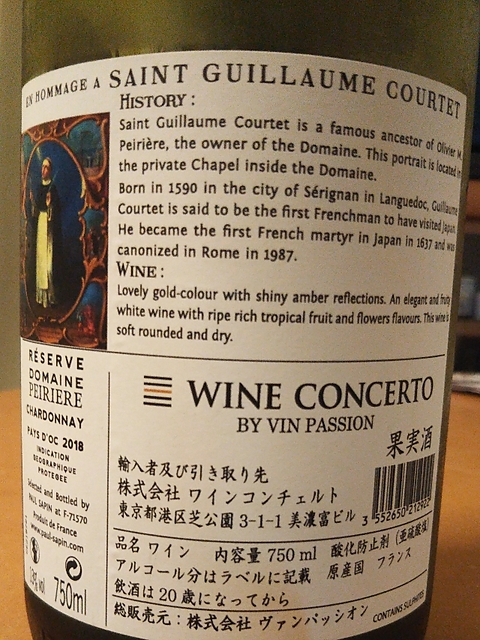 EN HOMMAGE A SAINT GUILLAUME COURTET
HISTORY :
Saint Guillaume Courtet is a famous ancestor of Olivier M.
Peirière, the owner of the Domaine. This portrait is located in
the private Chapel inside the Domaine.
Born in 1590 in the city of Sérignan in Languedoc, Guillaume
Courtet is said to be the first Frenchman to have visited Japan.
He became the first French martyr in Japan in 1637 and was
canonized in Rome in 1987.
WINE :
Lovely gold-colour with shiny amber reflections. An elegant and fruity
white wine with ripe rich tropical fruit and flowers flavours. This wine is
soft rounded and dry.
RÉSERVE
DOMAINE
PEIRIERE
CHARDONNAY
PAYS D'OC 2018
INDICATION
GEOGRAPHIQUE
PROTEGEE
Selected and Bottled by
PAUL SAPIN at F-71570
Produit de France
www.paul-sapin.com
750ml
WINE CONCERTO
BY VIN PASSION
果実酒
輸入者及び引き取り先
株式会社 ワインコンチェルト
東京都港区芝公園 3-1-1 美濃富ビル
3 552650 212922
品名 ワイン 内容量 750 ml 酸化防止剤 (亜硫酸塩)
アルコール分はラベルに記載 原産国 フランス
飲酒は 20 歳になってから
総販売元 : 株式会社 ヴァンパッシオン
CONTAINS SULPHITES